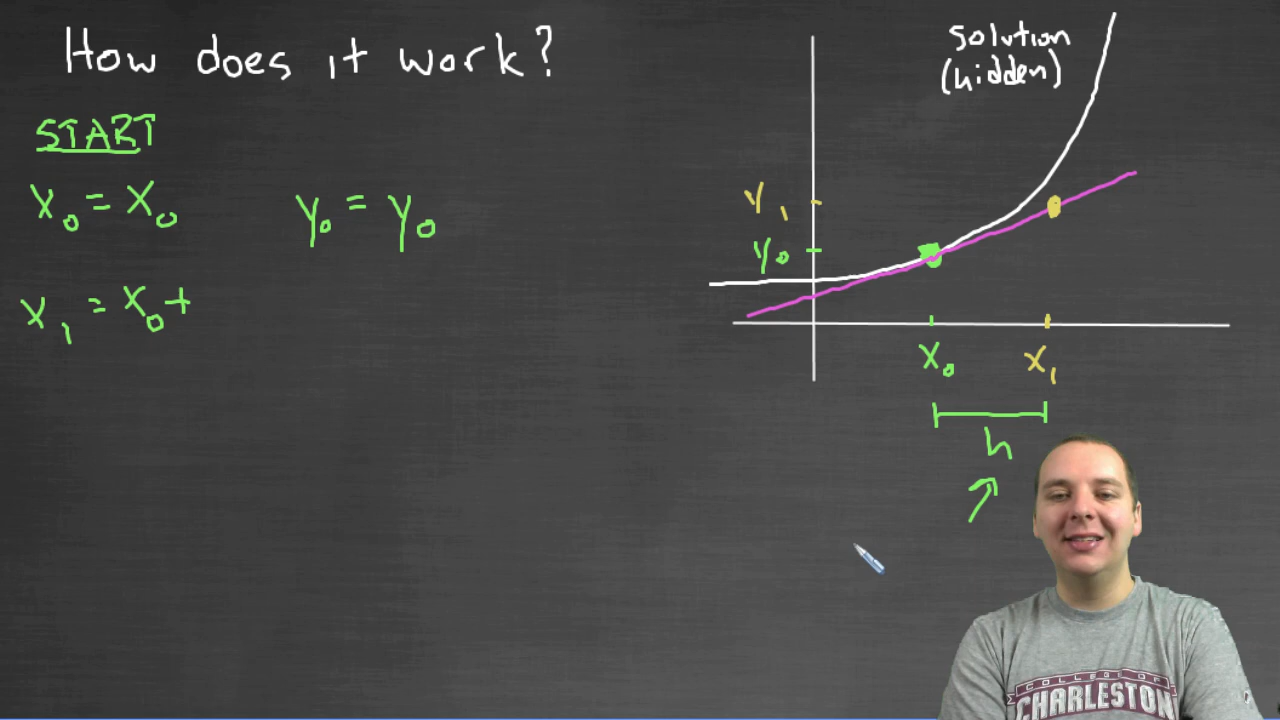 How does it work?
START
x₀ = x₀
y₀ = y₀
x₁ = x₀ +
solution
(hidden)
y₁
y₀
x₀
x₁
h
COLLEGE OF
CHARLESTON